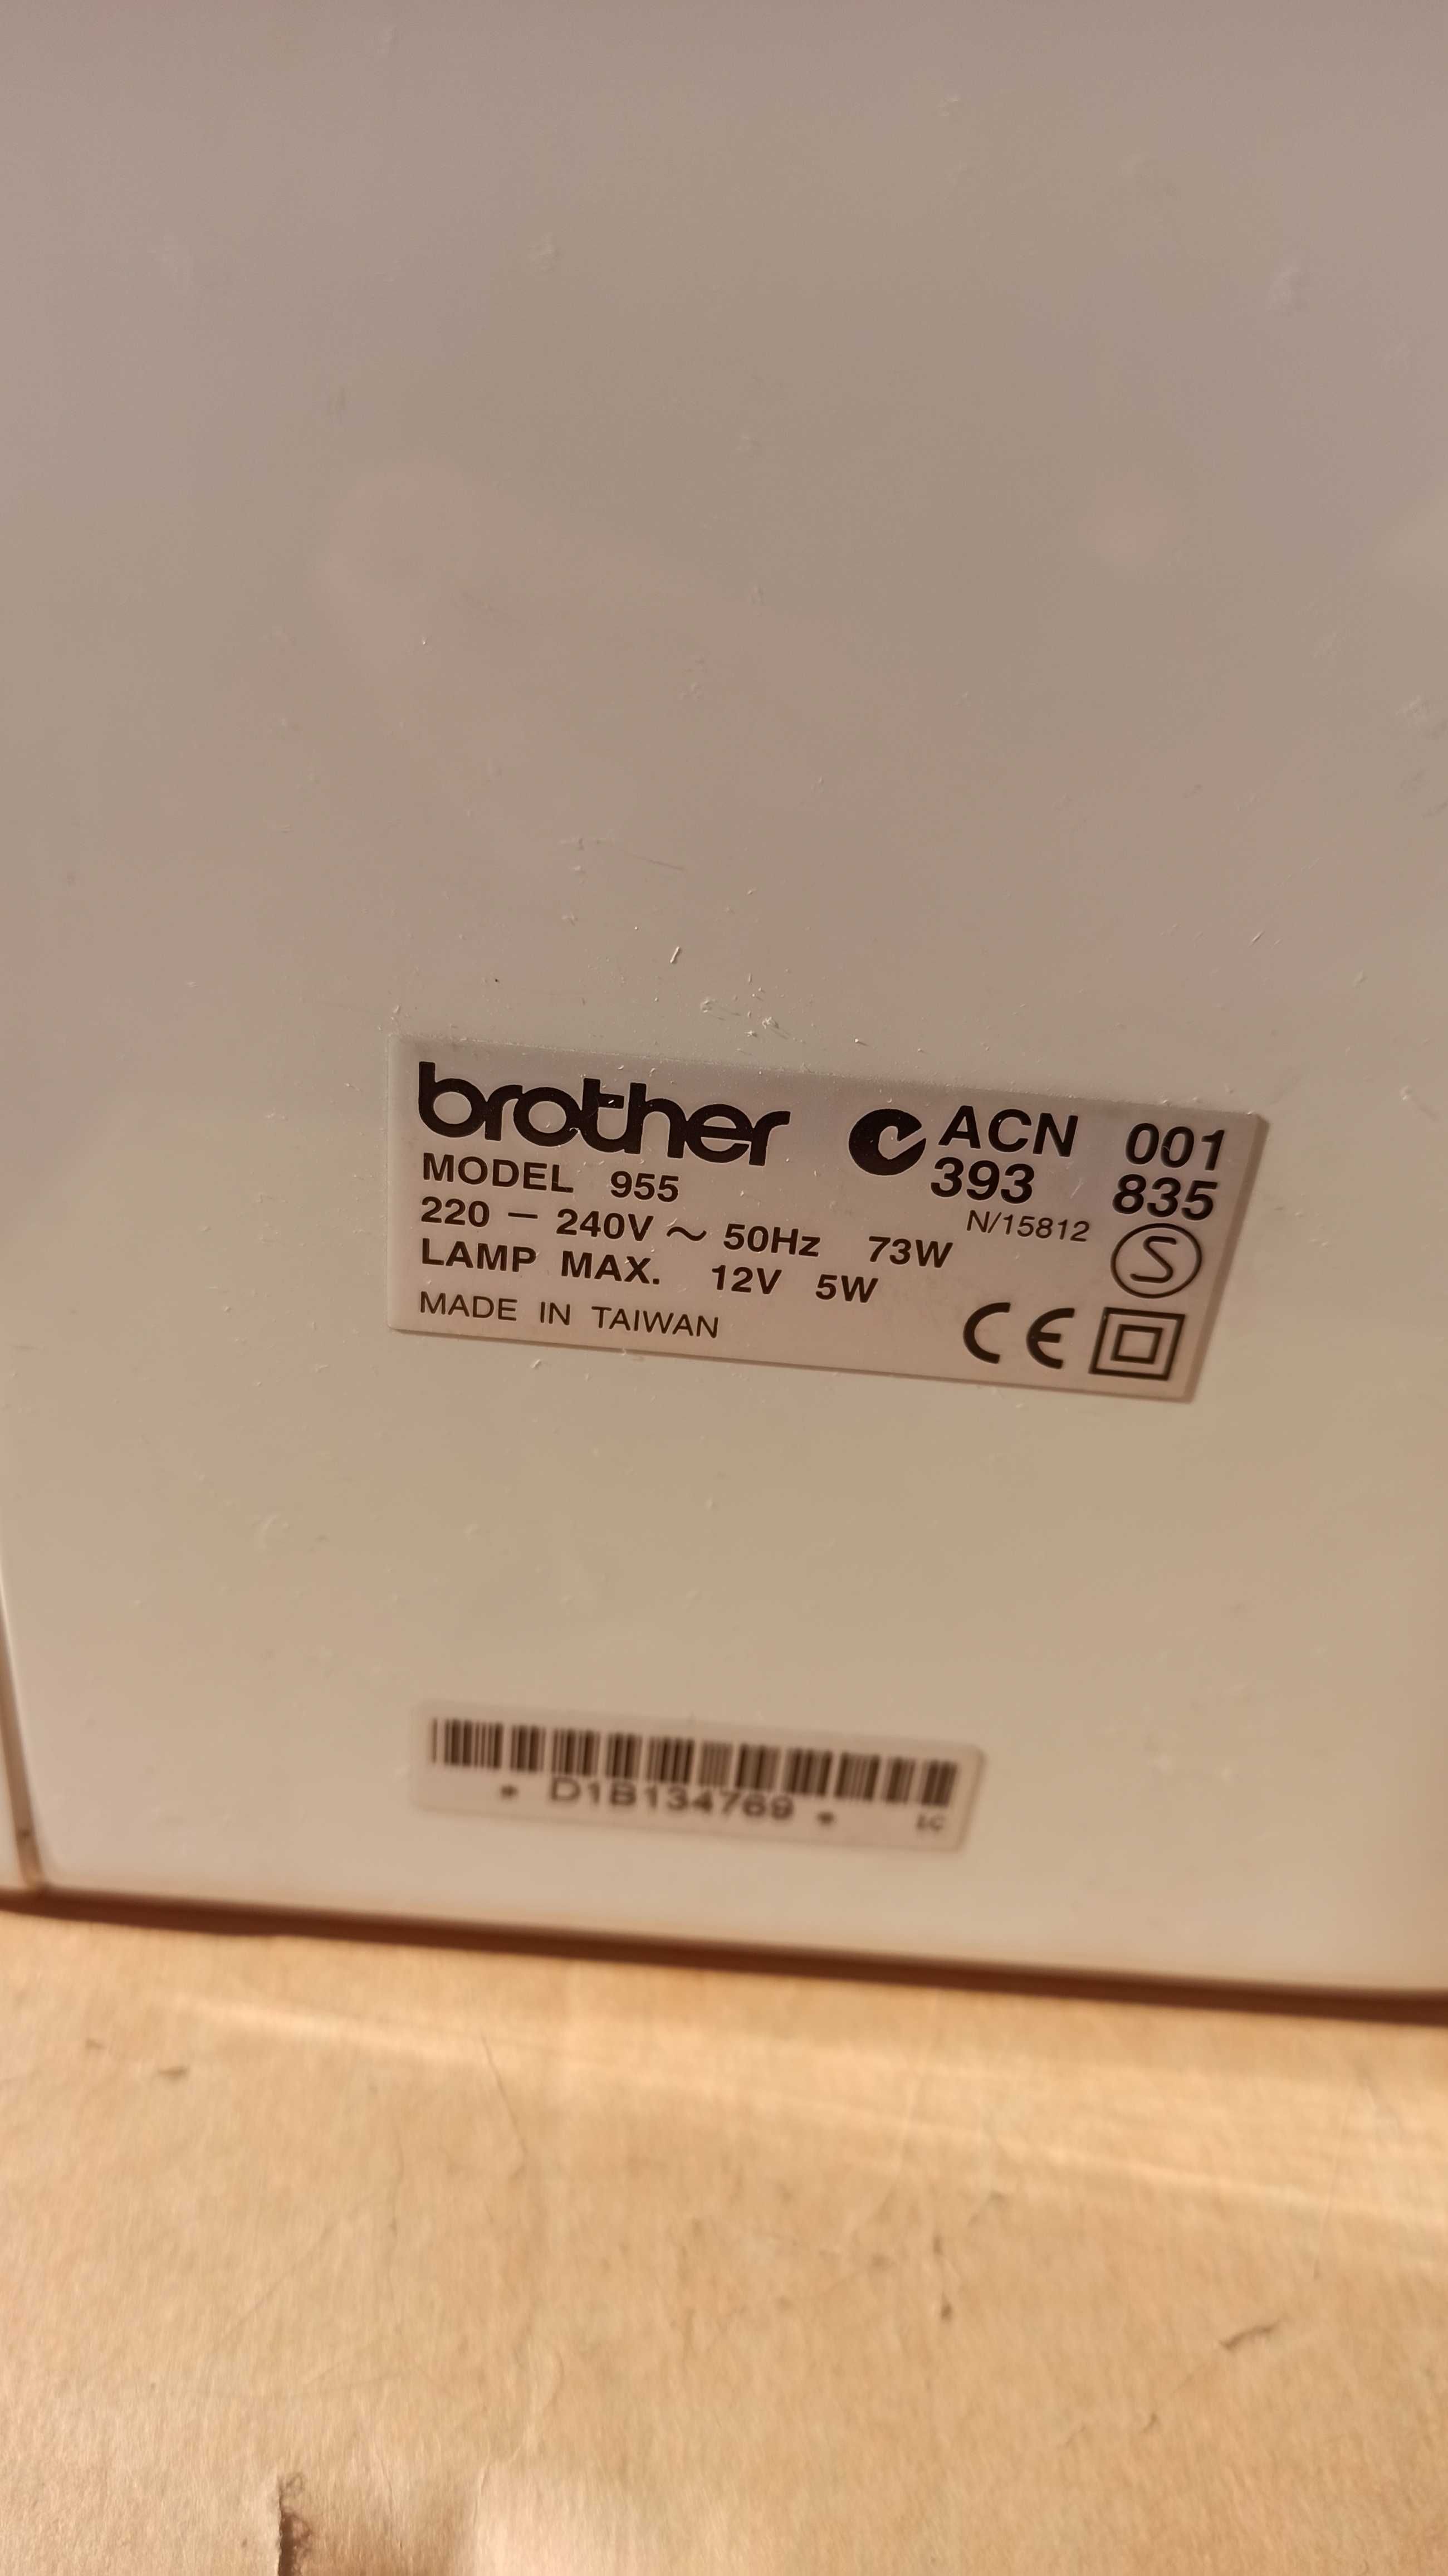 brother ACN 001
393 835
MODEL 955
N/15812
220 – 240V ~ 50Hz 73W
S
LAMP MAX. 12V 5W
MADE IN TAIWAN
CE
* D1B134769 *